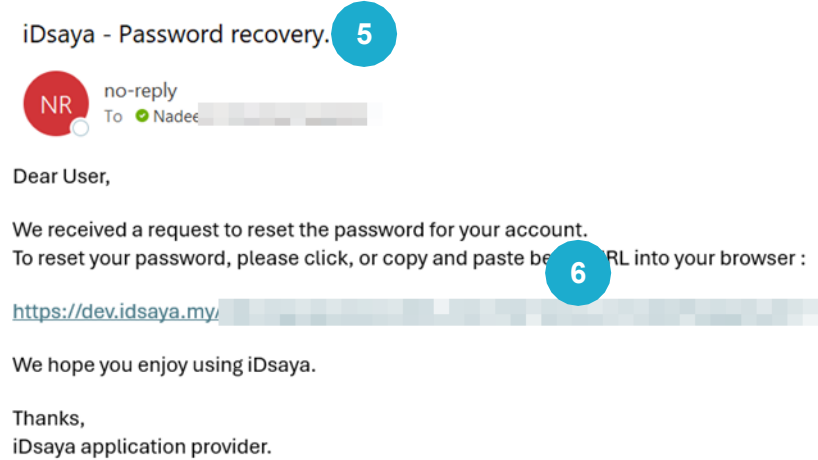 iDsaya - Password recovery. 5
NR
no-reply
To Nadee
Dear User,
We received a request to reset the password for your account.
To reset your password, please click, or copy and paste be 6 RL into your browser :
https://dev.idsaya.my/
We hope you enjoy using iDsaya.
Thanks,
iDsaya application provider.